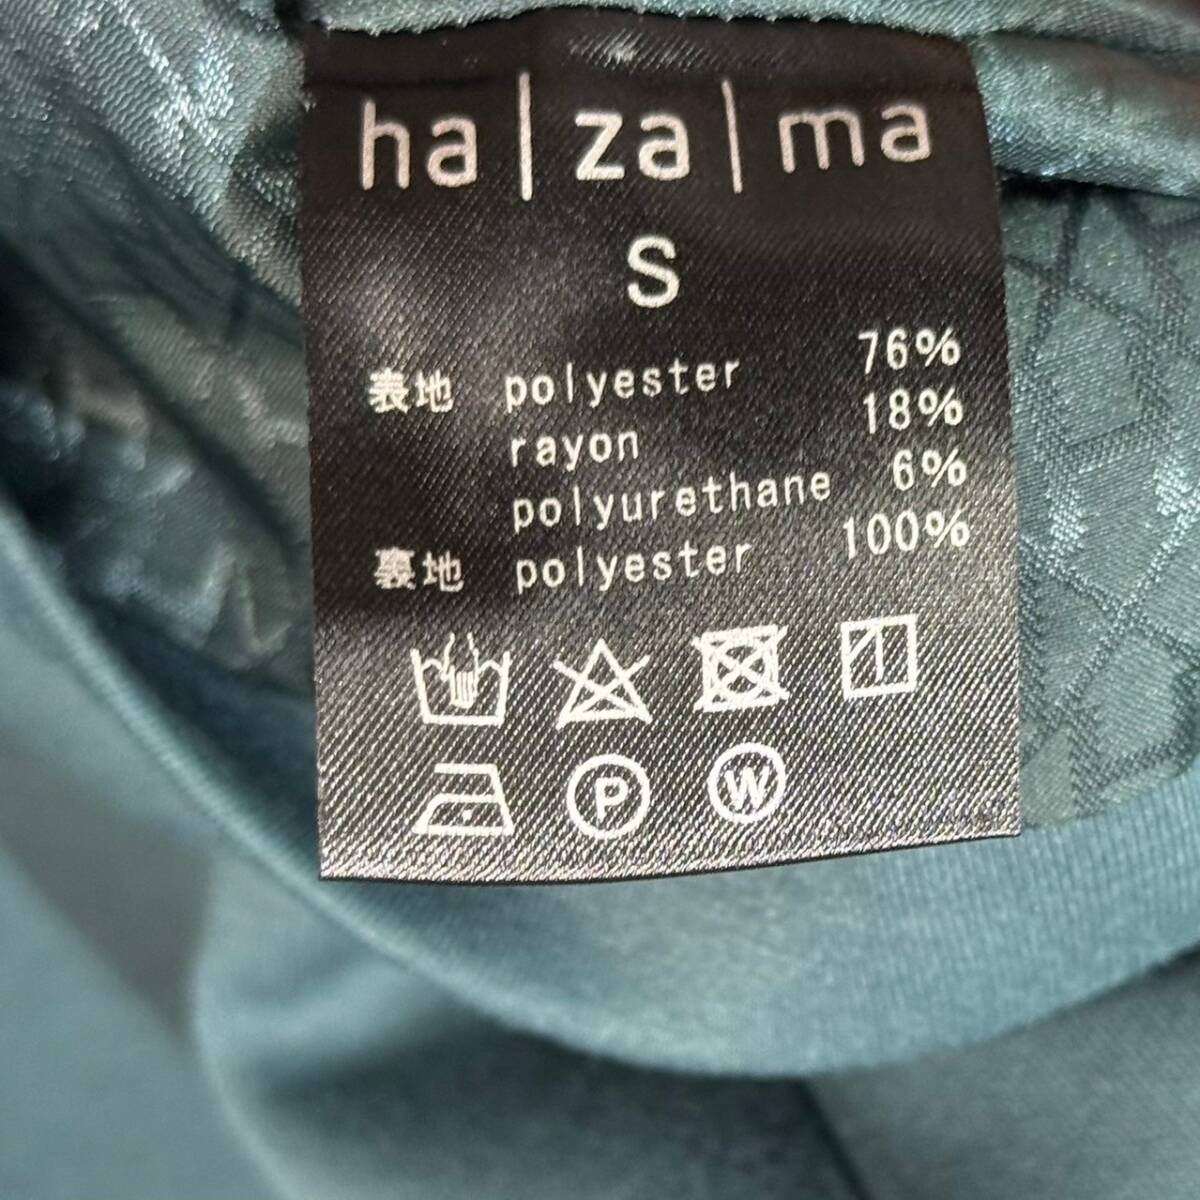 ha|za|ma
S
表地 polyester 76%
rayon 18%
polyurethane 6%
裏地 polyester 100%
P W